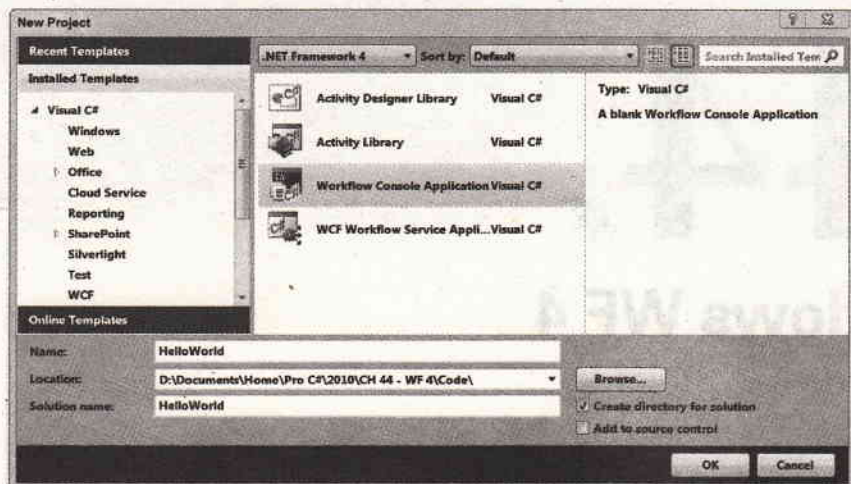 New Project
Recent Templates
Installed Templates
Visual C#
Windows
Web
Office
Cloud Service
Reporting
SharePoint
Silverlight
Test
WCF
Online Templates
.NET Framework 4
Sort by: Default
Search Installed Tem
Activity Designer Library Visual C#
Activity Library Visual C#
Workflow Console Application Visual C#
WCF Workflow Service Appli... Visual C#
Type: Visual C#
A blank Workflow Console Application
Name: HelloWorld
Location: D:\Documents\Home\Pro C#\2010\CH 44 - WF 4\Code\
Browse...
Solution name: HelloWorld
Create directory for solution
Add to source control
OK Cancel